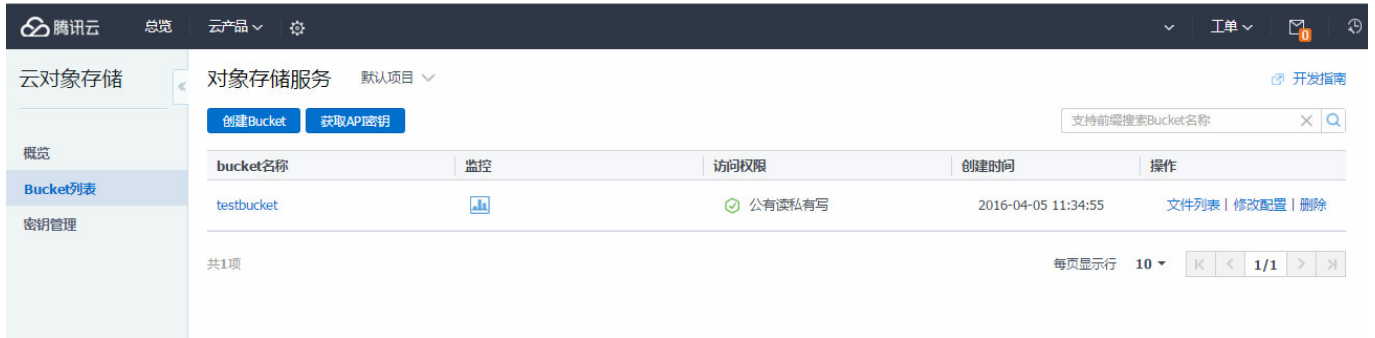 腾讯云 总览 云产品 工单 0
云对象存储 « 对象存储服务 默认项目 开发指南
创建Bucket 获取API密钥 支持前缀搜索Bucket名称
概览
bucket名称 监控 访问权限 创建时间 操作
Bucket列表
testbucket 公有读私有写 2016-04-05 11:34:55 文件列表 | 修改配置 | 删除
密钥管理
共1项 每页显示行 10 1/1